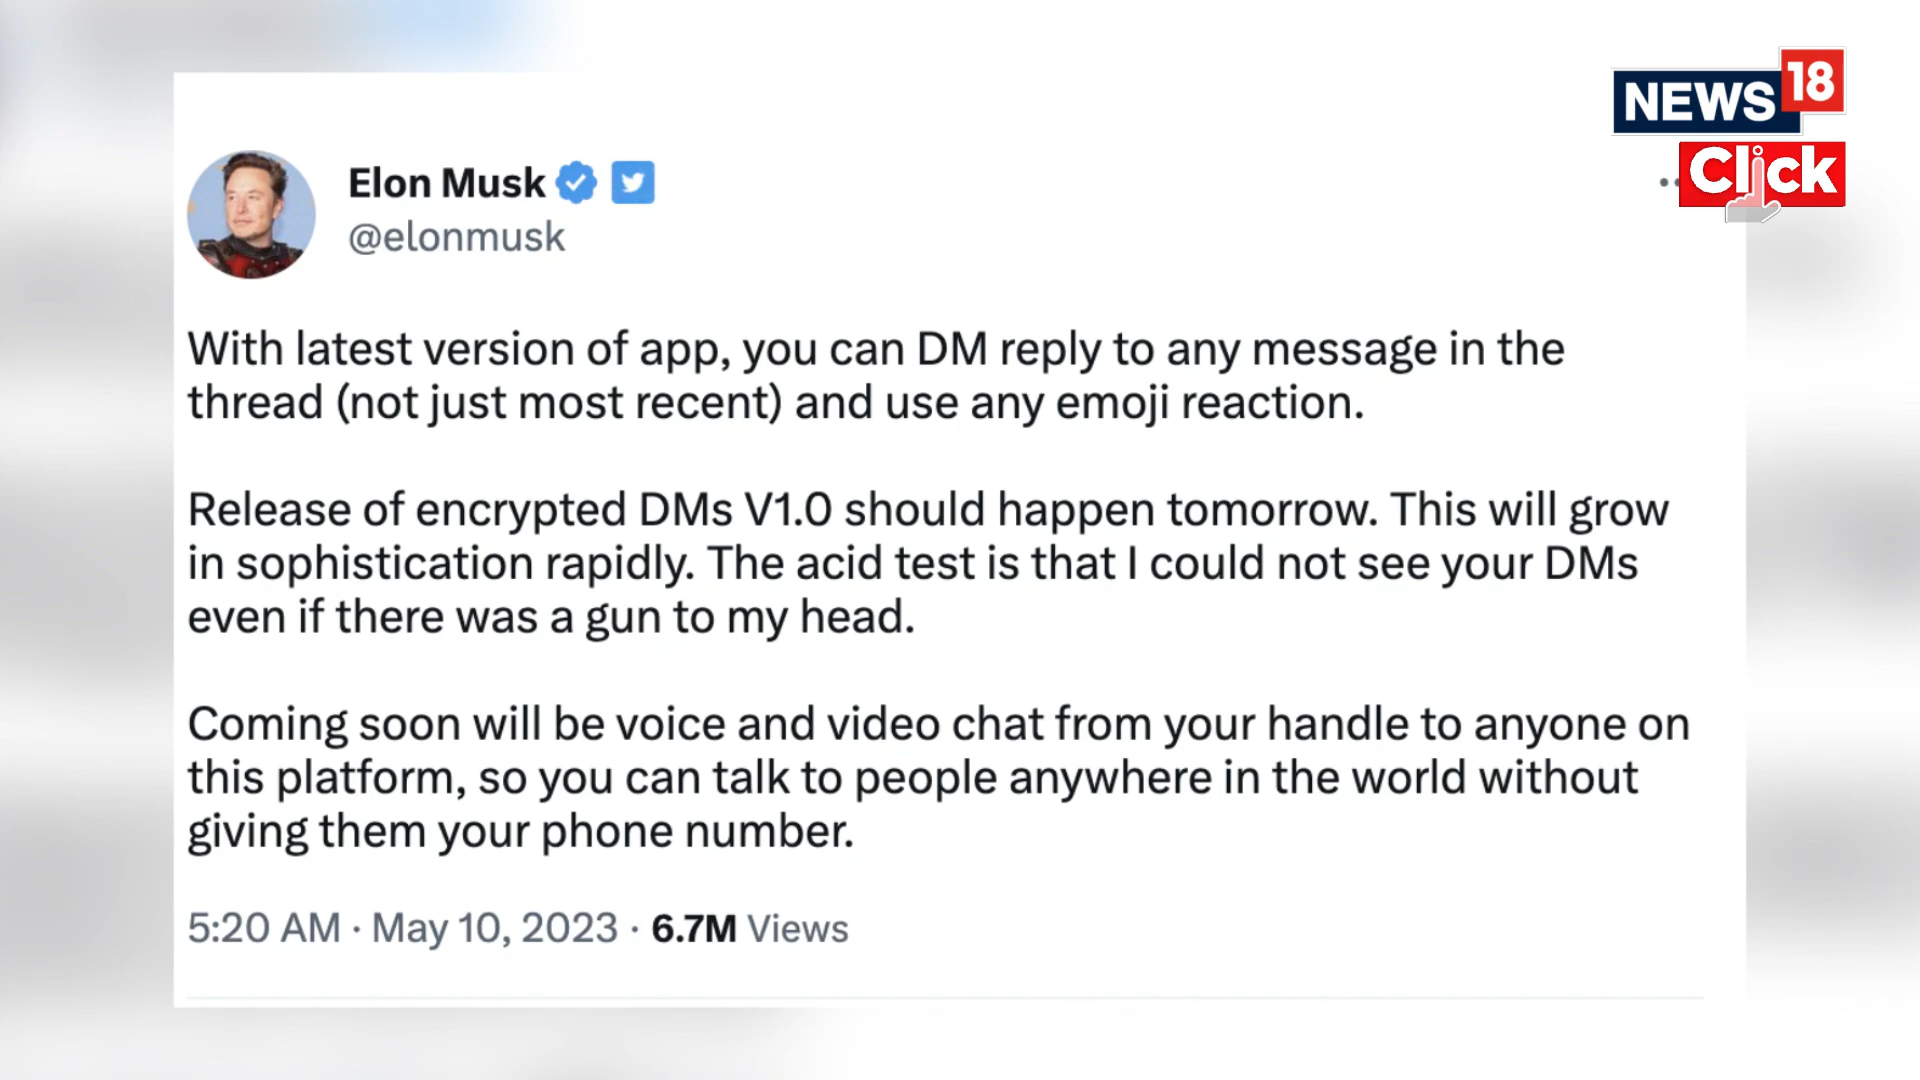 NEWS 18
Click
Elon Musk
@elonmusk
With latest version of app, you can DM reply to any message in the
thread (not just most recent) and use any emoji reaction.
Release of encrypted DMs V1.0 should happen tomorrow. This will grow
in sophistication rapidly. The acid test is that I could not see your DMs
even if there was a gun to my head.
Coming soon will be voice and video chat from your handle to anyone on
this platform, so you can talk to people anywhere in the world without
giving them your phone number.
5:20 AM · May 10, 2023 · 6.7M Views